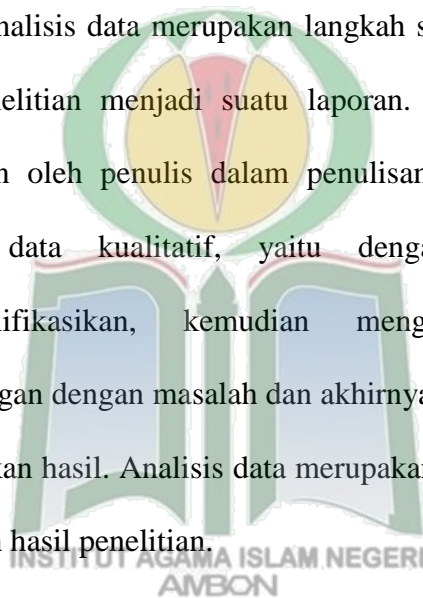 nalisis data merupakan langkah s
elitian menjadi suatu laporan.
n oleh penulis dalam penulisan
data kualitatif, yaitu denga
ifikasikan, kemudian meng
gan dengan masalah dan akhirnya
kan hasil. Analisis data merupakan
n hasil penelitian.
INSTITUT AGAMA ISLAM NEGERI
AMBON